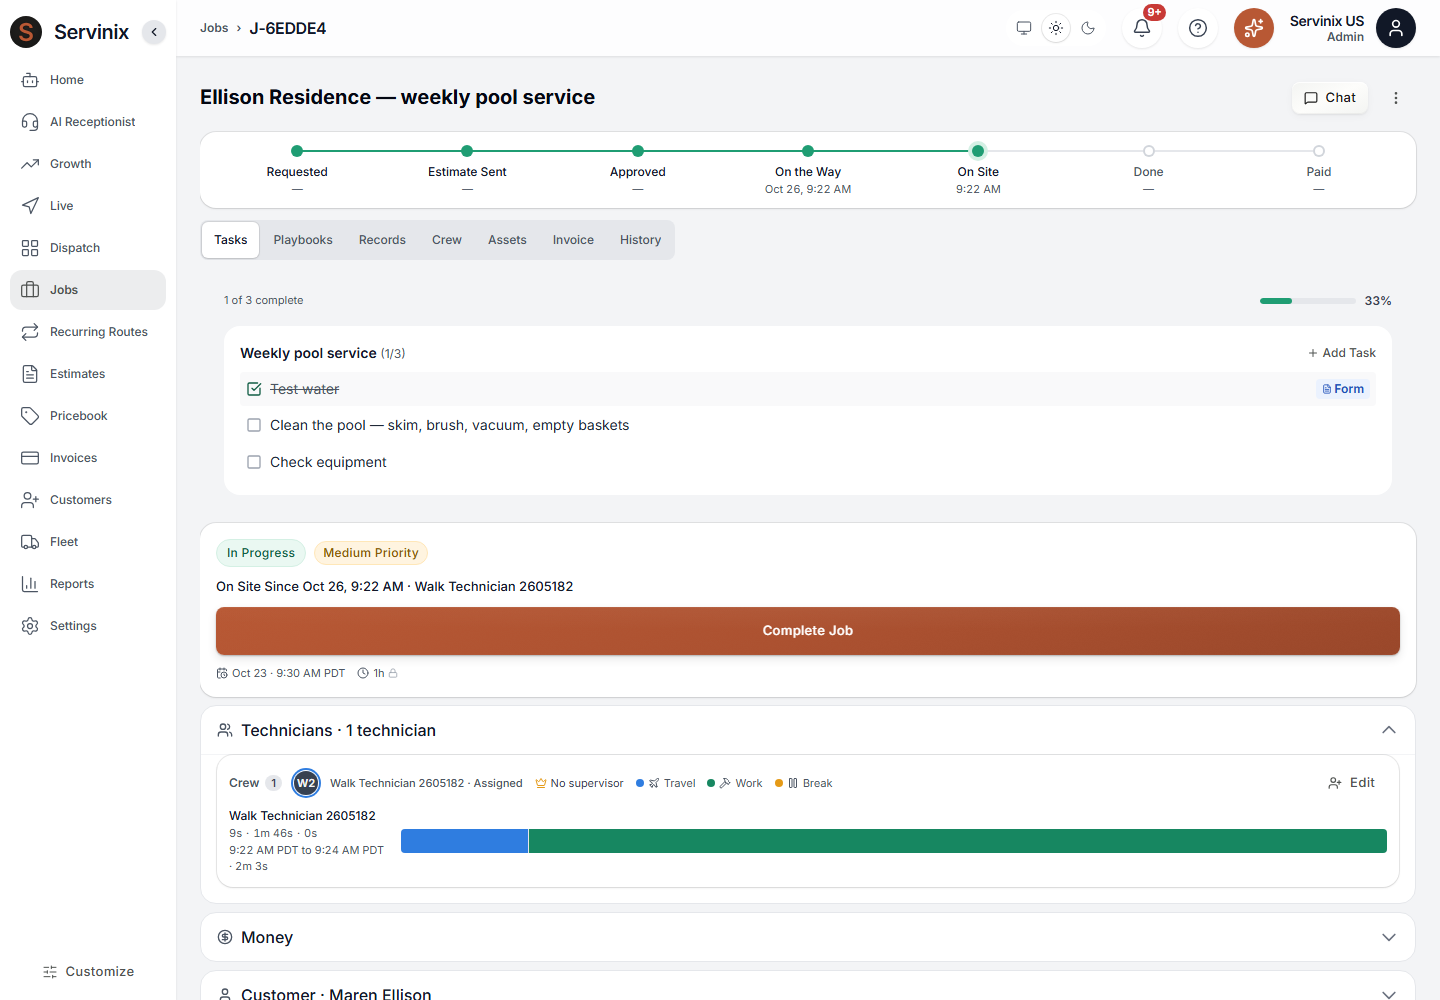 S Servinix
Jobs › J-6EDDE4
9+
Servinix US
Admin
Home
AI Receptionist
Growth
Live
Dispatch
Jobs
Recurring Routes
Estimates
Pricebook
Invoices
Customers
Fleet
Reports
Settings
Customize
Ellison Residence — weekly pool service
Chat
Requested
—
Estimate Sent
—
Approved
—
On the Way
Oct 26, 9:22 AM
On Site
9:22 AM
Done
—
Paid
—
Tasks Playbooks Records Crew Assets Invoice History
1 of 3 complete 33%
Weekly pool service (1/3) + Add Task
Test water Form
Clean the pool — skim, brush, vacuum, empty baskets
Check equipment
In Progress Medium Priority
On Site Since Oct 26, 9:22 AM · Walk Technician 2605182
Complete Job
Oct 23 · 9:30 AM PDT 1h
Technicians · 1 technician
Crew 1 W2 Walk Technician 2605182 · Assigned No supervisor Travel Work Break Edit
Walk Technician 2605182
9s · 1m 46s · 0s
9:22 AM PDT to 9:24 AM PDT
· 2m 3s
Money
Customer · Maren Ellison